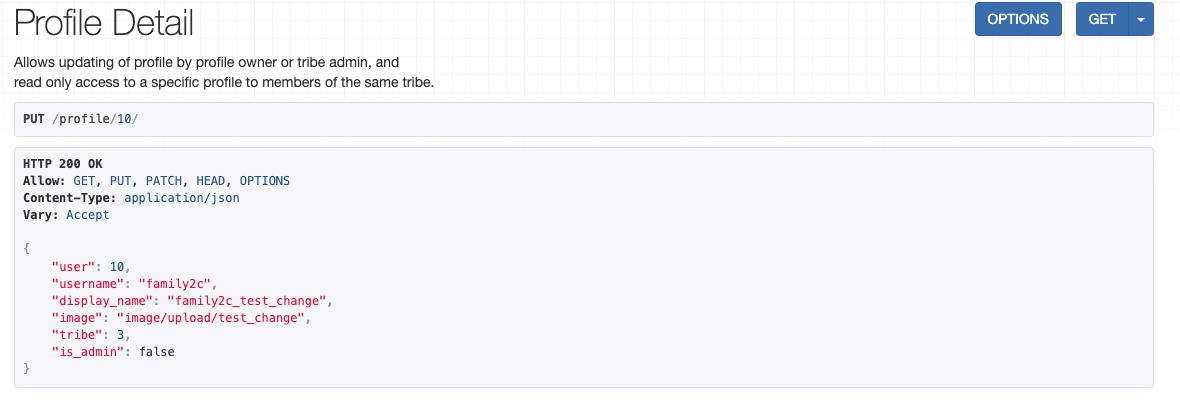 Profile Detail
OPTIONS
GET
Allows updating of profile by profile owner or tribe admin, and
read only access to a specific profile to members of the same tribe.
PUT /profile/10/
HTTP 200 OK
Allow: GET, PUT, PATCH, HEAD, OPTIONS
Content-Type: application/json
Vary: Accept
{
    "user": 10,
    "username": "family2c",
    "display_name": "family2c_test_change",
    "image": "image/upload/test_change",
    "tribe": 3,
    "is_admin": false
}